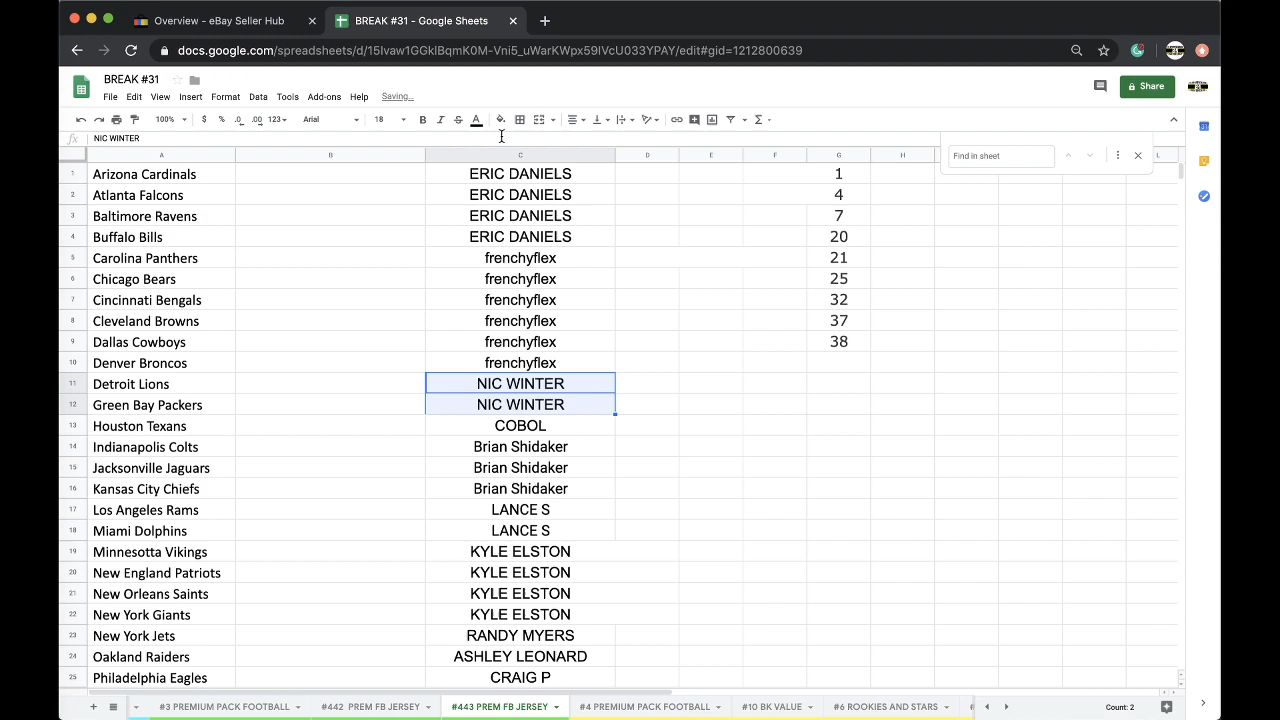 Overview - eBay Seller Hub
BREAK #31 - Google Sheets
docs.google.com/spreadsheets/d/15Ivaw1GGklBqmK0M-Vni5_uWarKWpx59IVcU033YPAY/edit#gid=1212800639
BREAK #31
File Edit View Insert Format Data Tools Add-ons Help Saving...
Share
100% $ % .0 .00 123 Arial 18 B I S A
fx NIC WINTER
Find in sheet
A B C D E F G H L
1 Arizona Cardinals ERIC DANIELS 1
2 Atlanta Falcons ERIC DANIELS 4
3 Baltimore Ravens ERIC DANIELS 7
4 Buffalo Bills ERIC DANIELS 20
5 Carolina Panthers frenchyflex 21
6 Chicago Bears frenchyflex 25
7 Cincinnati Bengals frenchyflex 32
8 Cleveland Browns frenchyflex 37
9 Dallas Cowboys frenchyflex 38
10 Denver Broncos frenchyflex
11 Detroit Lions NIC WINTER
12 Green Bay Packers NIC WINTER
13 Houston Texans COBOL
14 Indianapolis Colts Brian Shidaker
15 Jacksonville Jaguars Brian Shidaker
16 Kansas City Chiefs Brian Shidaker
17 Los Angeles Rams LANCE S
18 Miami Dolphins LANCE S
19 Minnesotta Vikings KYLE ELSTON
20 New England Patriots KYLE ELSTON
21 New Orleans Saints KYLE ELSTON
22 New York Giants KYLE ELSTON
23 New York Jets RANDY MYERS
24 Oakland Raiders ASHLEY LEONARD
25 Philadelphia Eagles CRAIG P
#3 PREMIUM PACK FOOTBALL #442 PREM FB JERSEY #443 PREM FB JERSEY #4 PREMIUM PACK FOOTBALL #10 BK VALUE #6 ROOKIES AND STARS Count: 2